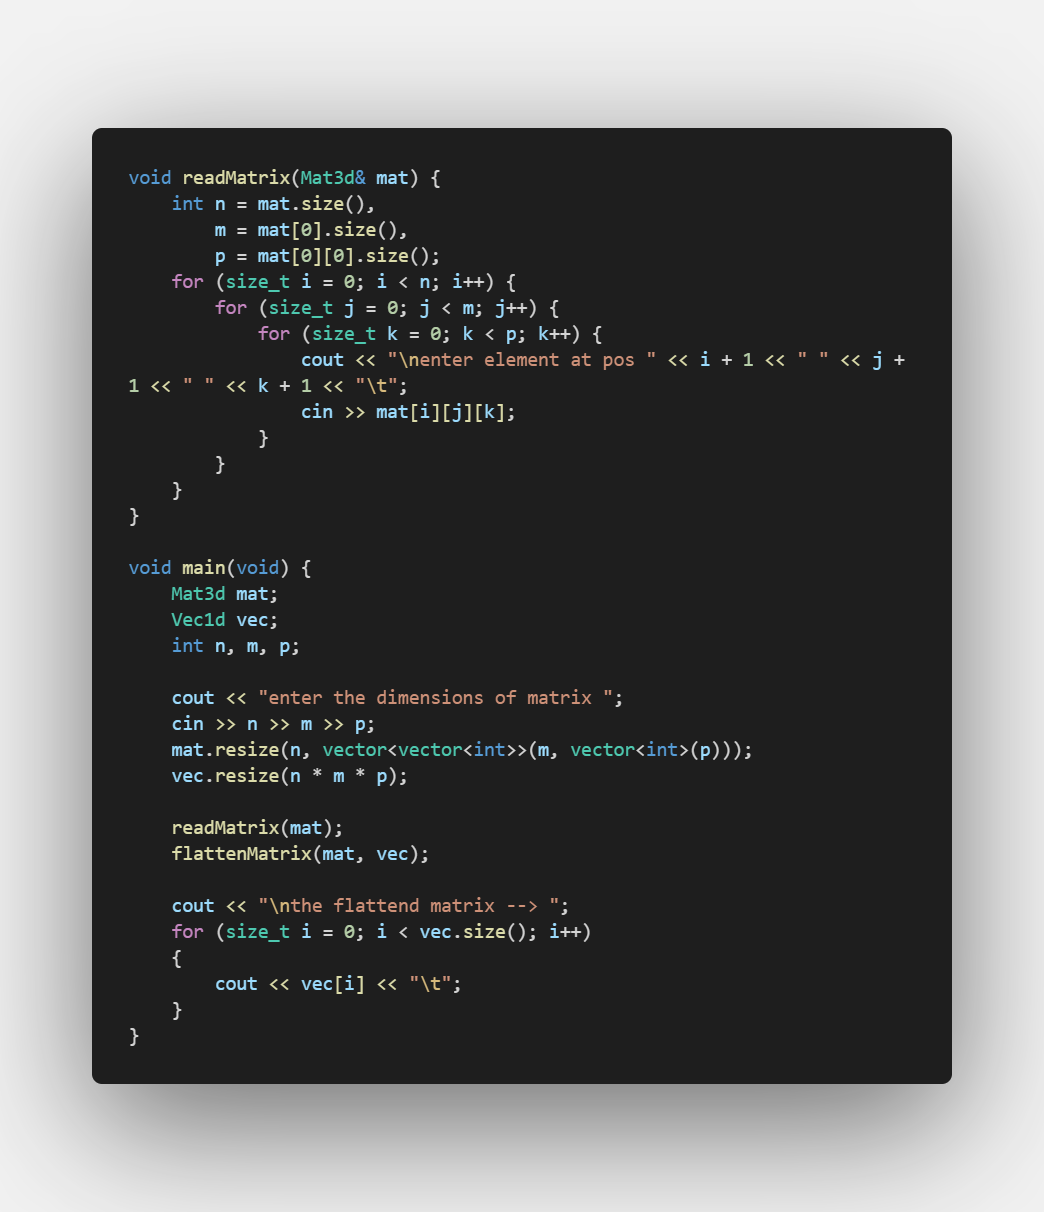 void readMatrix(Mat3d& mat) {
    int n = mat.size(),
        m = mat[0].size(),
        p = mat[0][0].size();
    for (size_t i = 0; i < n; i++) {
        for (size_t j = 0; j < m; j++) {
            for (size_t k = 0; k < p; k++) {
                cout << "\nenter element at pos " << i + 1 << " " << j +
1 << " " << k + 1 << "\t";
                cin >> mat[i][j][k];
            }
        }
    }
}

void main(void) {
    Mat3d mat;
    Vec1d vec;
    int n, m, p;

    cout << "enter the dimensions of matrix ";
    cin >> n >> m >> p;
    mat.resize(n, vector<vector<int>>(m, vector<int>(p)));
    vec.resize(n * m * p);

    readMatrix(mat);
    flattenMatrix(mat, vec);

    cout << "\nthe flattend matrix --> ";
    for (size_t i = 0; i < vec.size(); i++)
    {
        cout << vec[i] << "\t";
    }
}